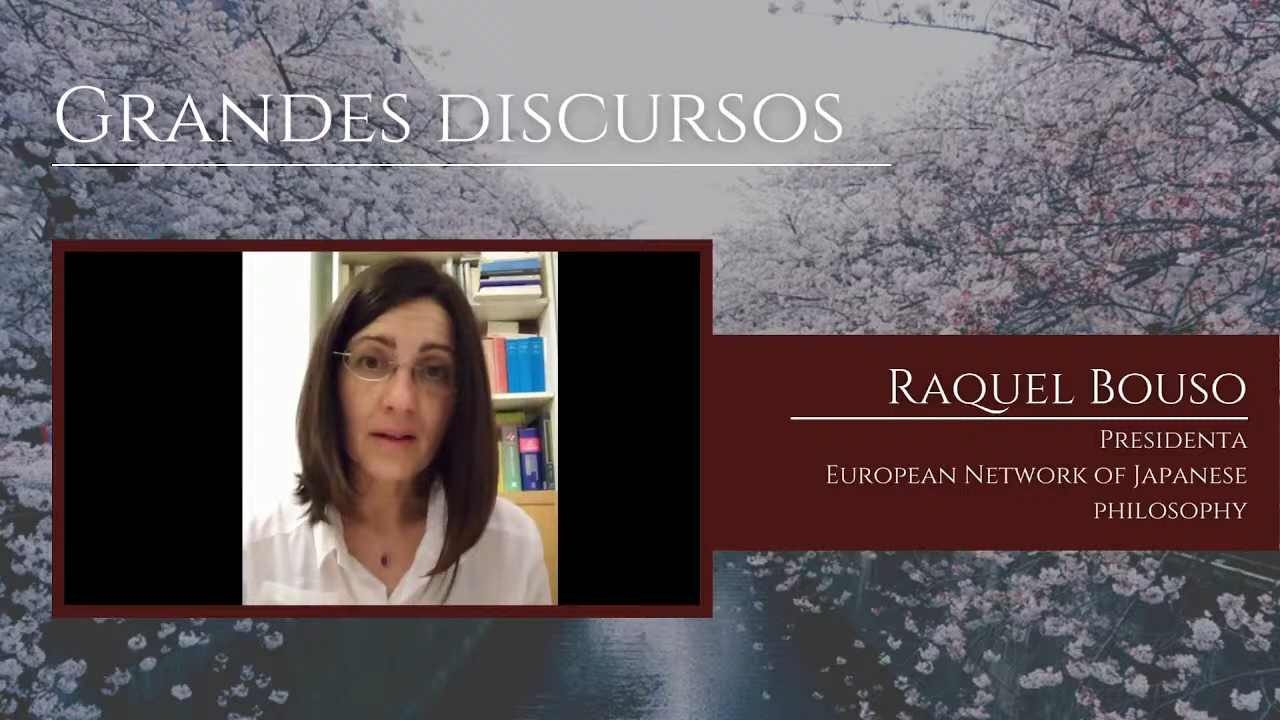 Grandes discursos
Raquel Bouso
Presidenta
European Network of Japanese
philosophy